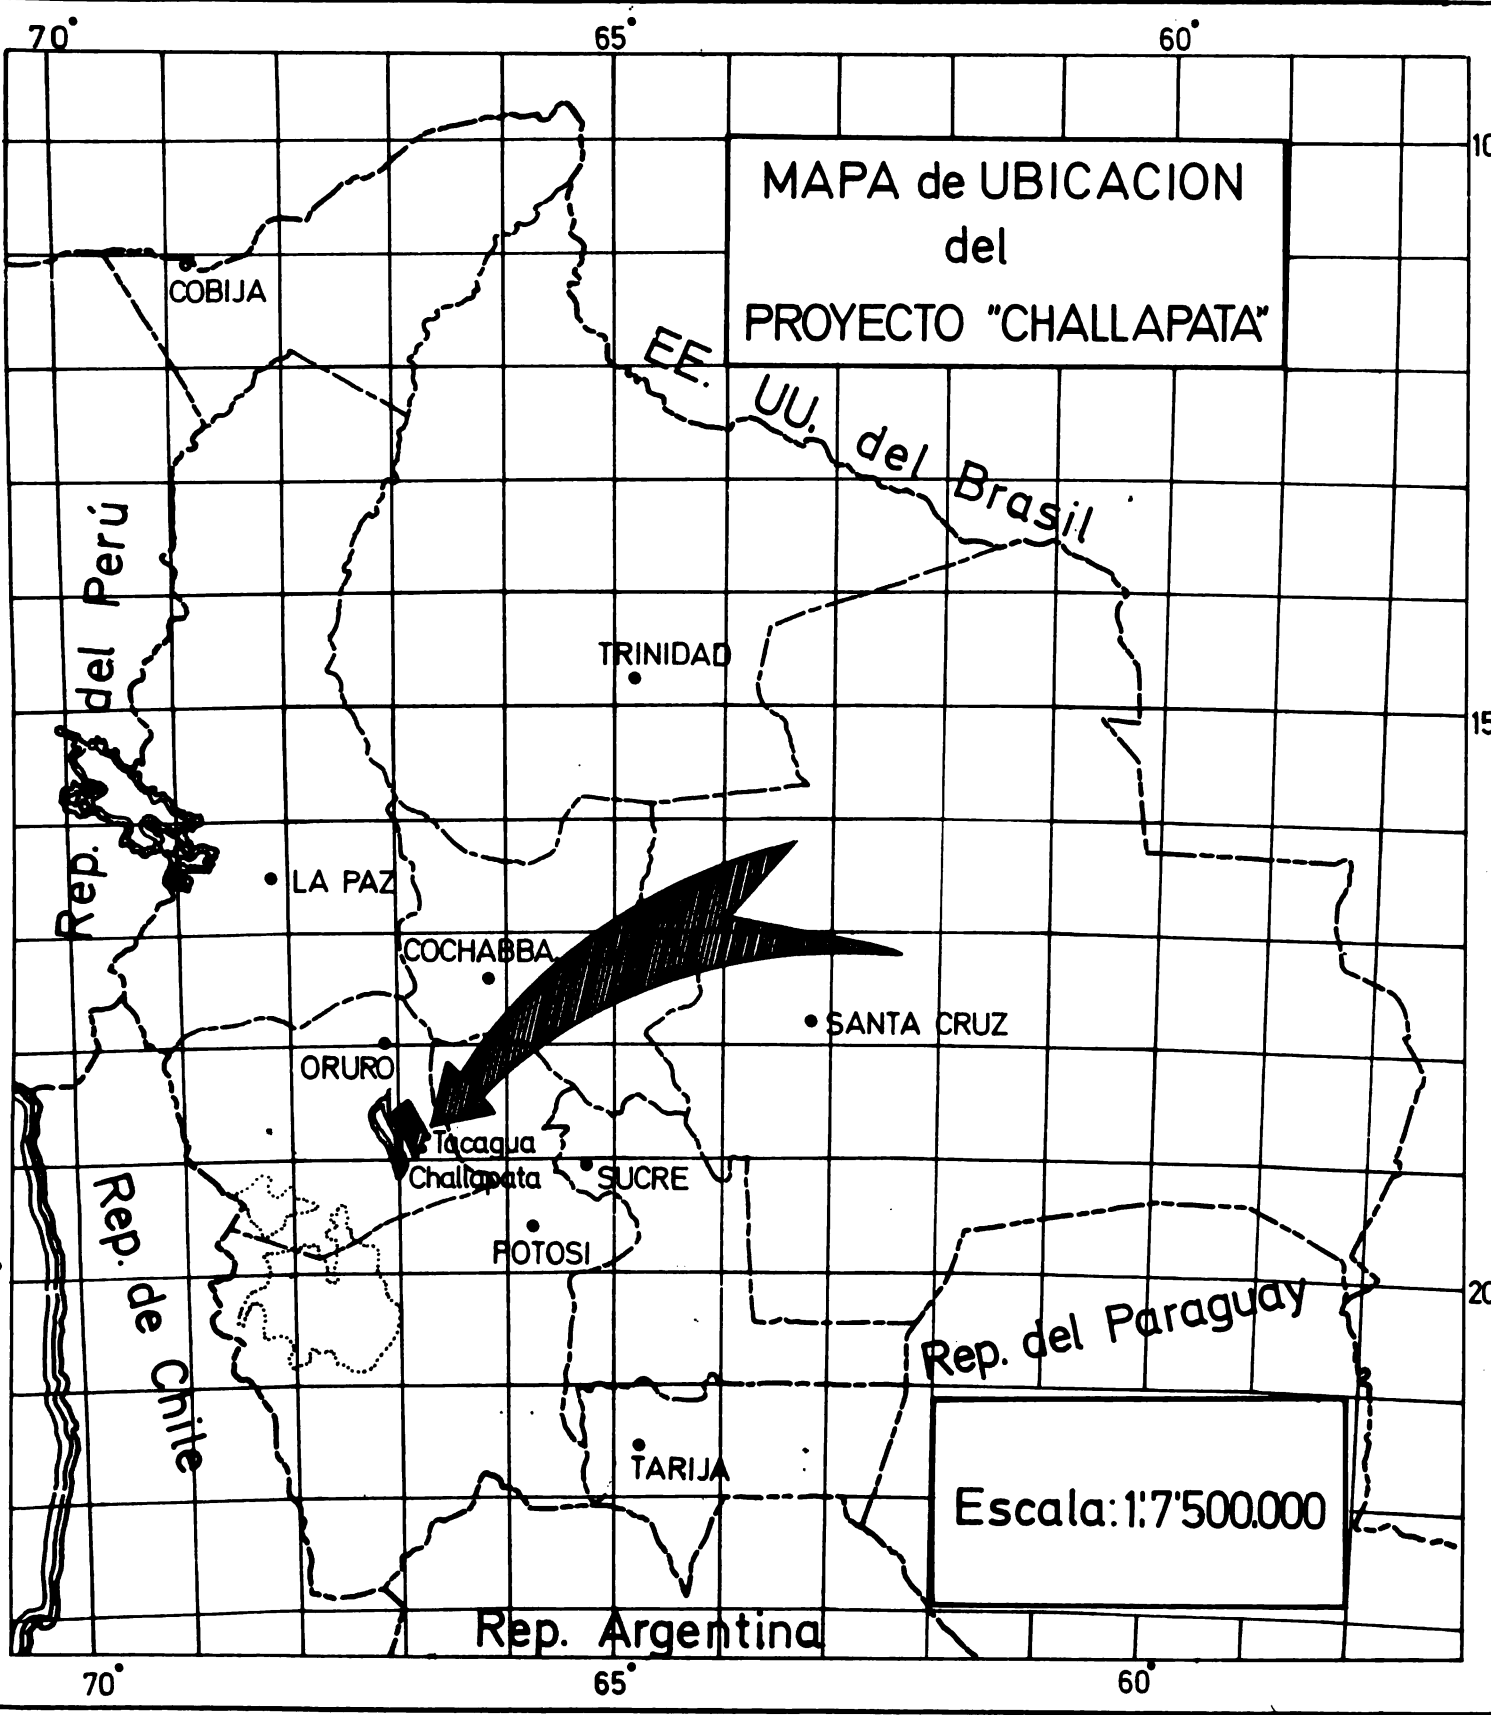 70° 65° 60°
10
MAPA de UBICACION
del
PROYECTO "CHALLAPATA"
COBIJA
EE. UU. del Brasil
Rep. del Perú
TRINIDAD
15
LA PAZ
COCHABBA.
SANTA CRUZ
ORURO
Tacagua
Challapata
SUCRE
POTOSI
Rep. de Chile
20
Rep. del Paraguay
TARIJA
Escala: 1:7'500.000
Rep. Argentina
70° 65° 60°